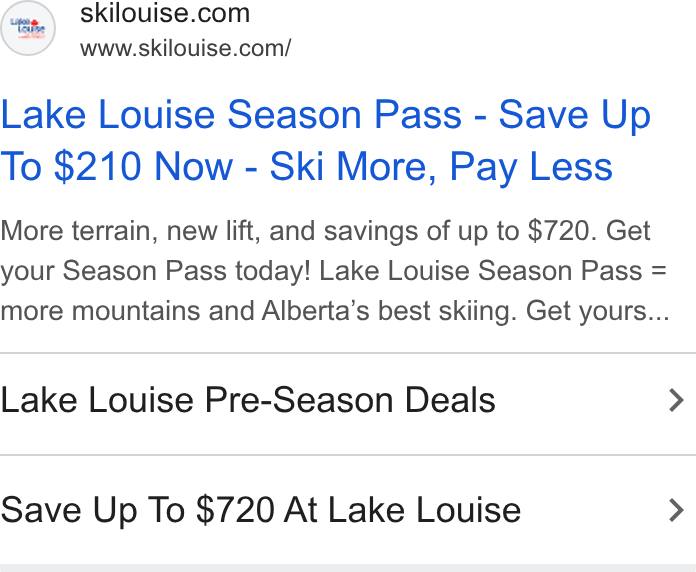 Lake Louise
skilouise.com
www.skilouise.com/
Lake Louise Season Pass - Save Up
To $210 Now - Ski More, Pay Less
More terrain, new lift, and savings of up to $720. Get
your Season Pass today! Lake Louise Season Pass =
more mountains and Alberta’s best skiing. Get yours...
Lake Louise Pre-Season Deals
Save Up To $720 At Lake Louise